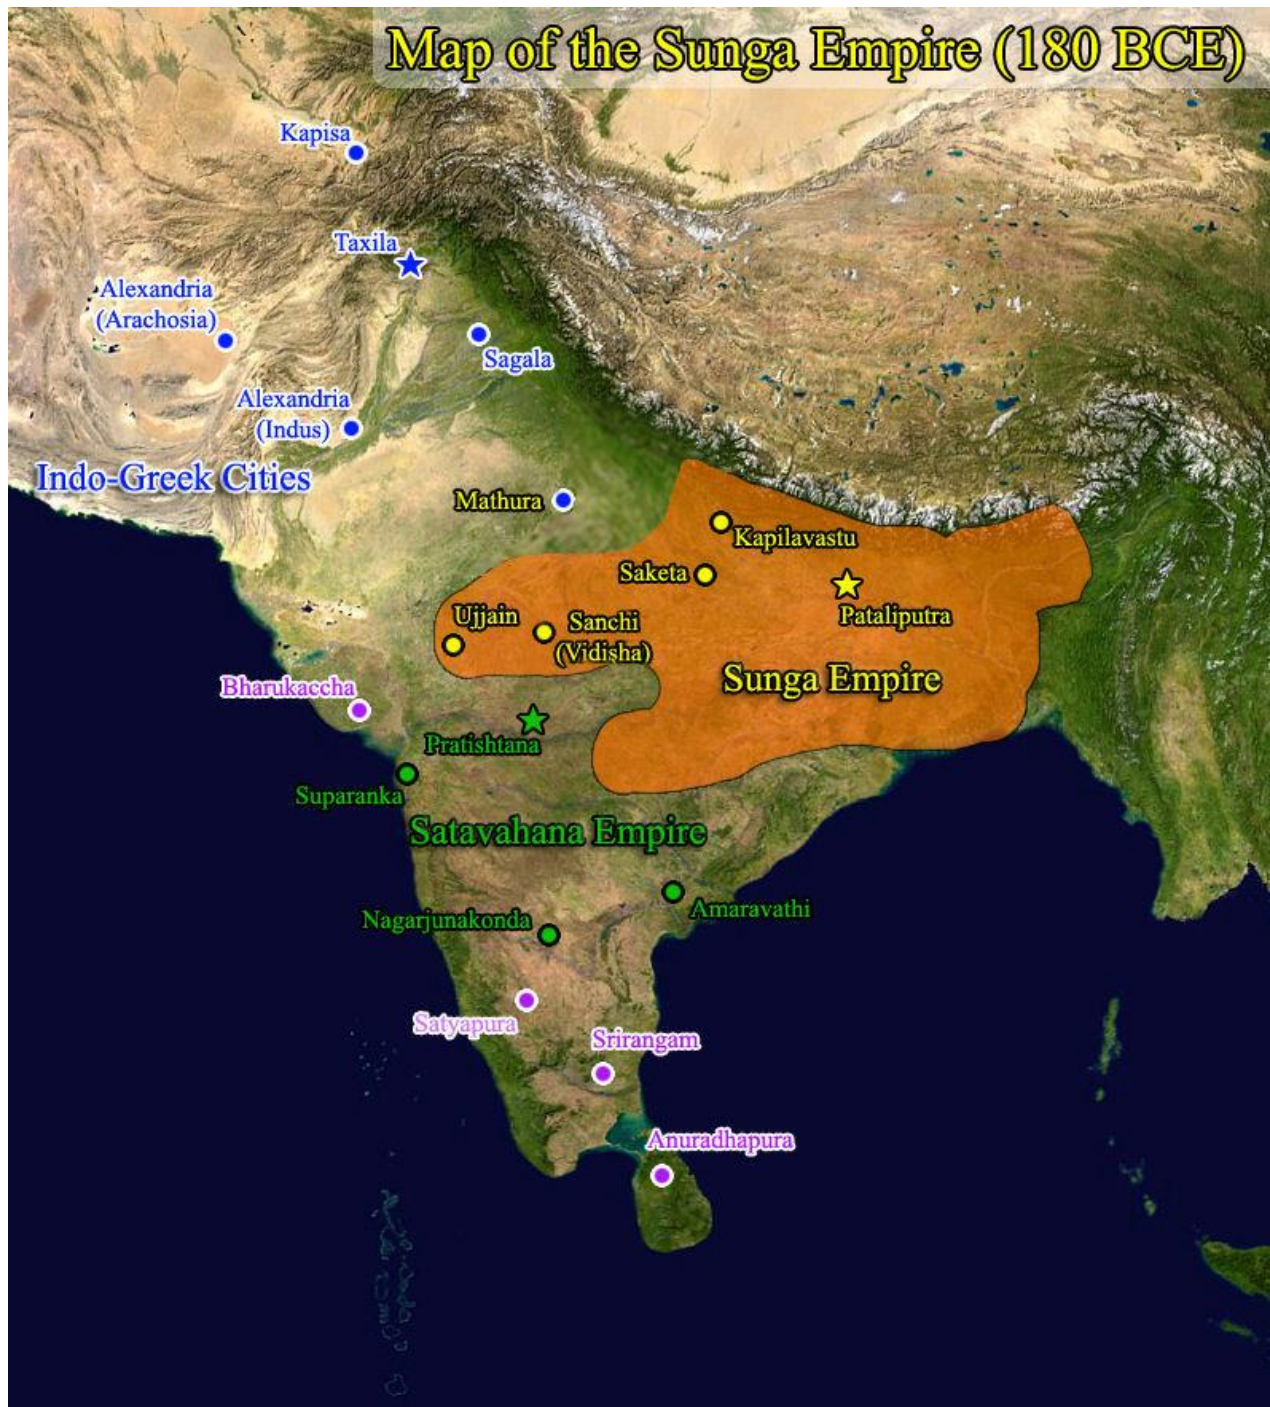 Map of the Sunga Empire (180 BCE)
Kapisa
Taxila
Alexandria
(Arachosia)
Sagala
Alexandria
(Indus)
Indo-Greek Cities
Mathura
Kapilavastu
Saketa
Pataliputra
Ujjain
Sanchi
(Vidisha)
Sunga Empire
Bharukaccha
Pratishtana
Suparanka
Satavahana Empire
Amaravathi
Nagarjunakonda
Satyapura
Srirangam
Anuradhapura